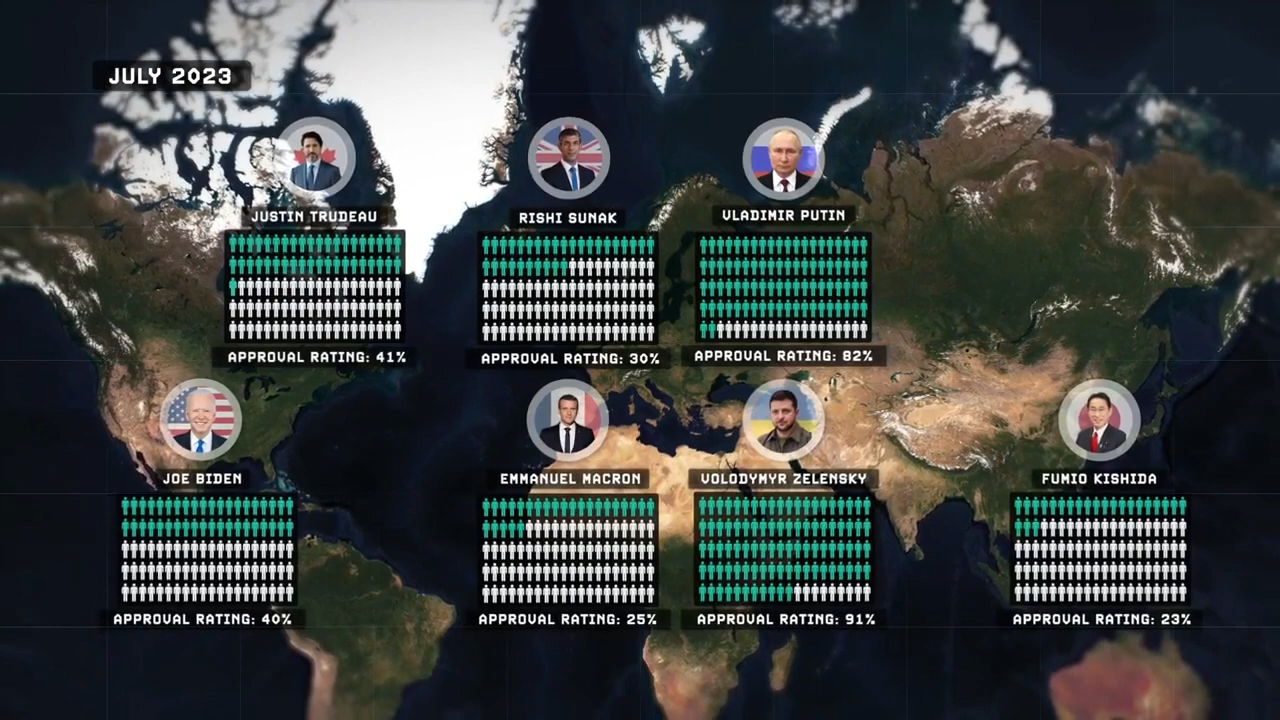 JULY 2023
JUSTIN TRUDEAU
APPROVAL RATING: 41%
RISHI SUNAK
APPROVAL RATING: 30%
VLADIMIR PUTIN
APPROVAL RATING: 82%
JOE BIDEN
APPROVAL RATING: 40%
EMMANUEL MACRON
APPROVAL RATING: 25%
VOLODYMYR ZELENSKY
APPROVAL RATING: 91%
FUMIO KISHIDA
APPROVAL RATING: 23%